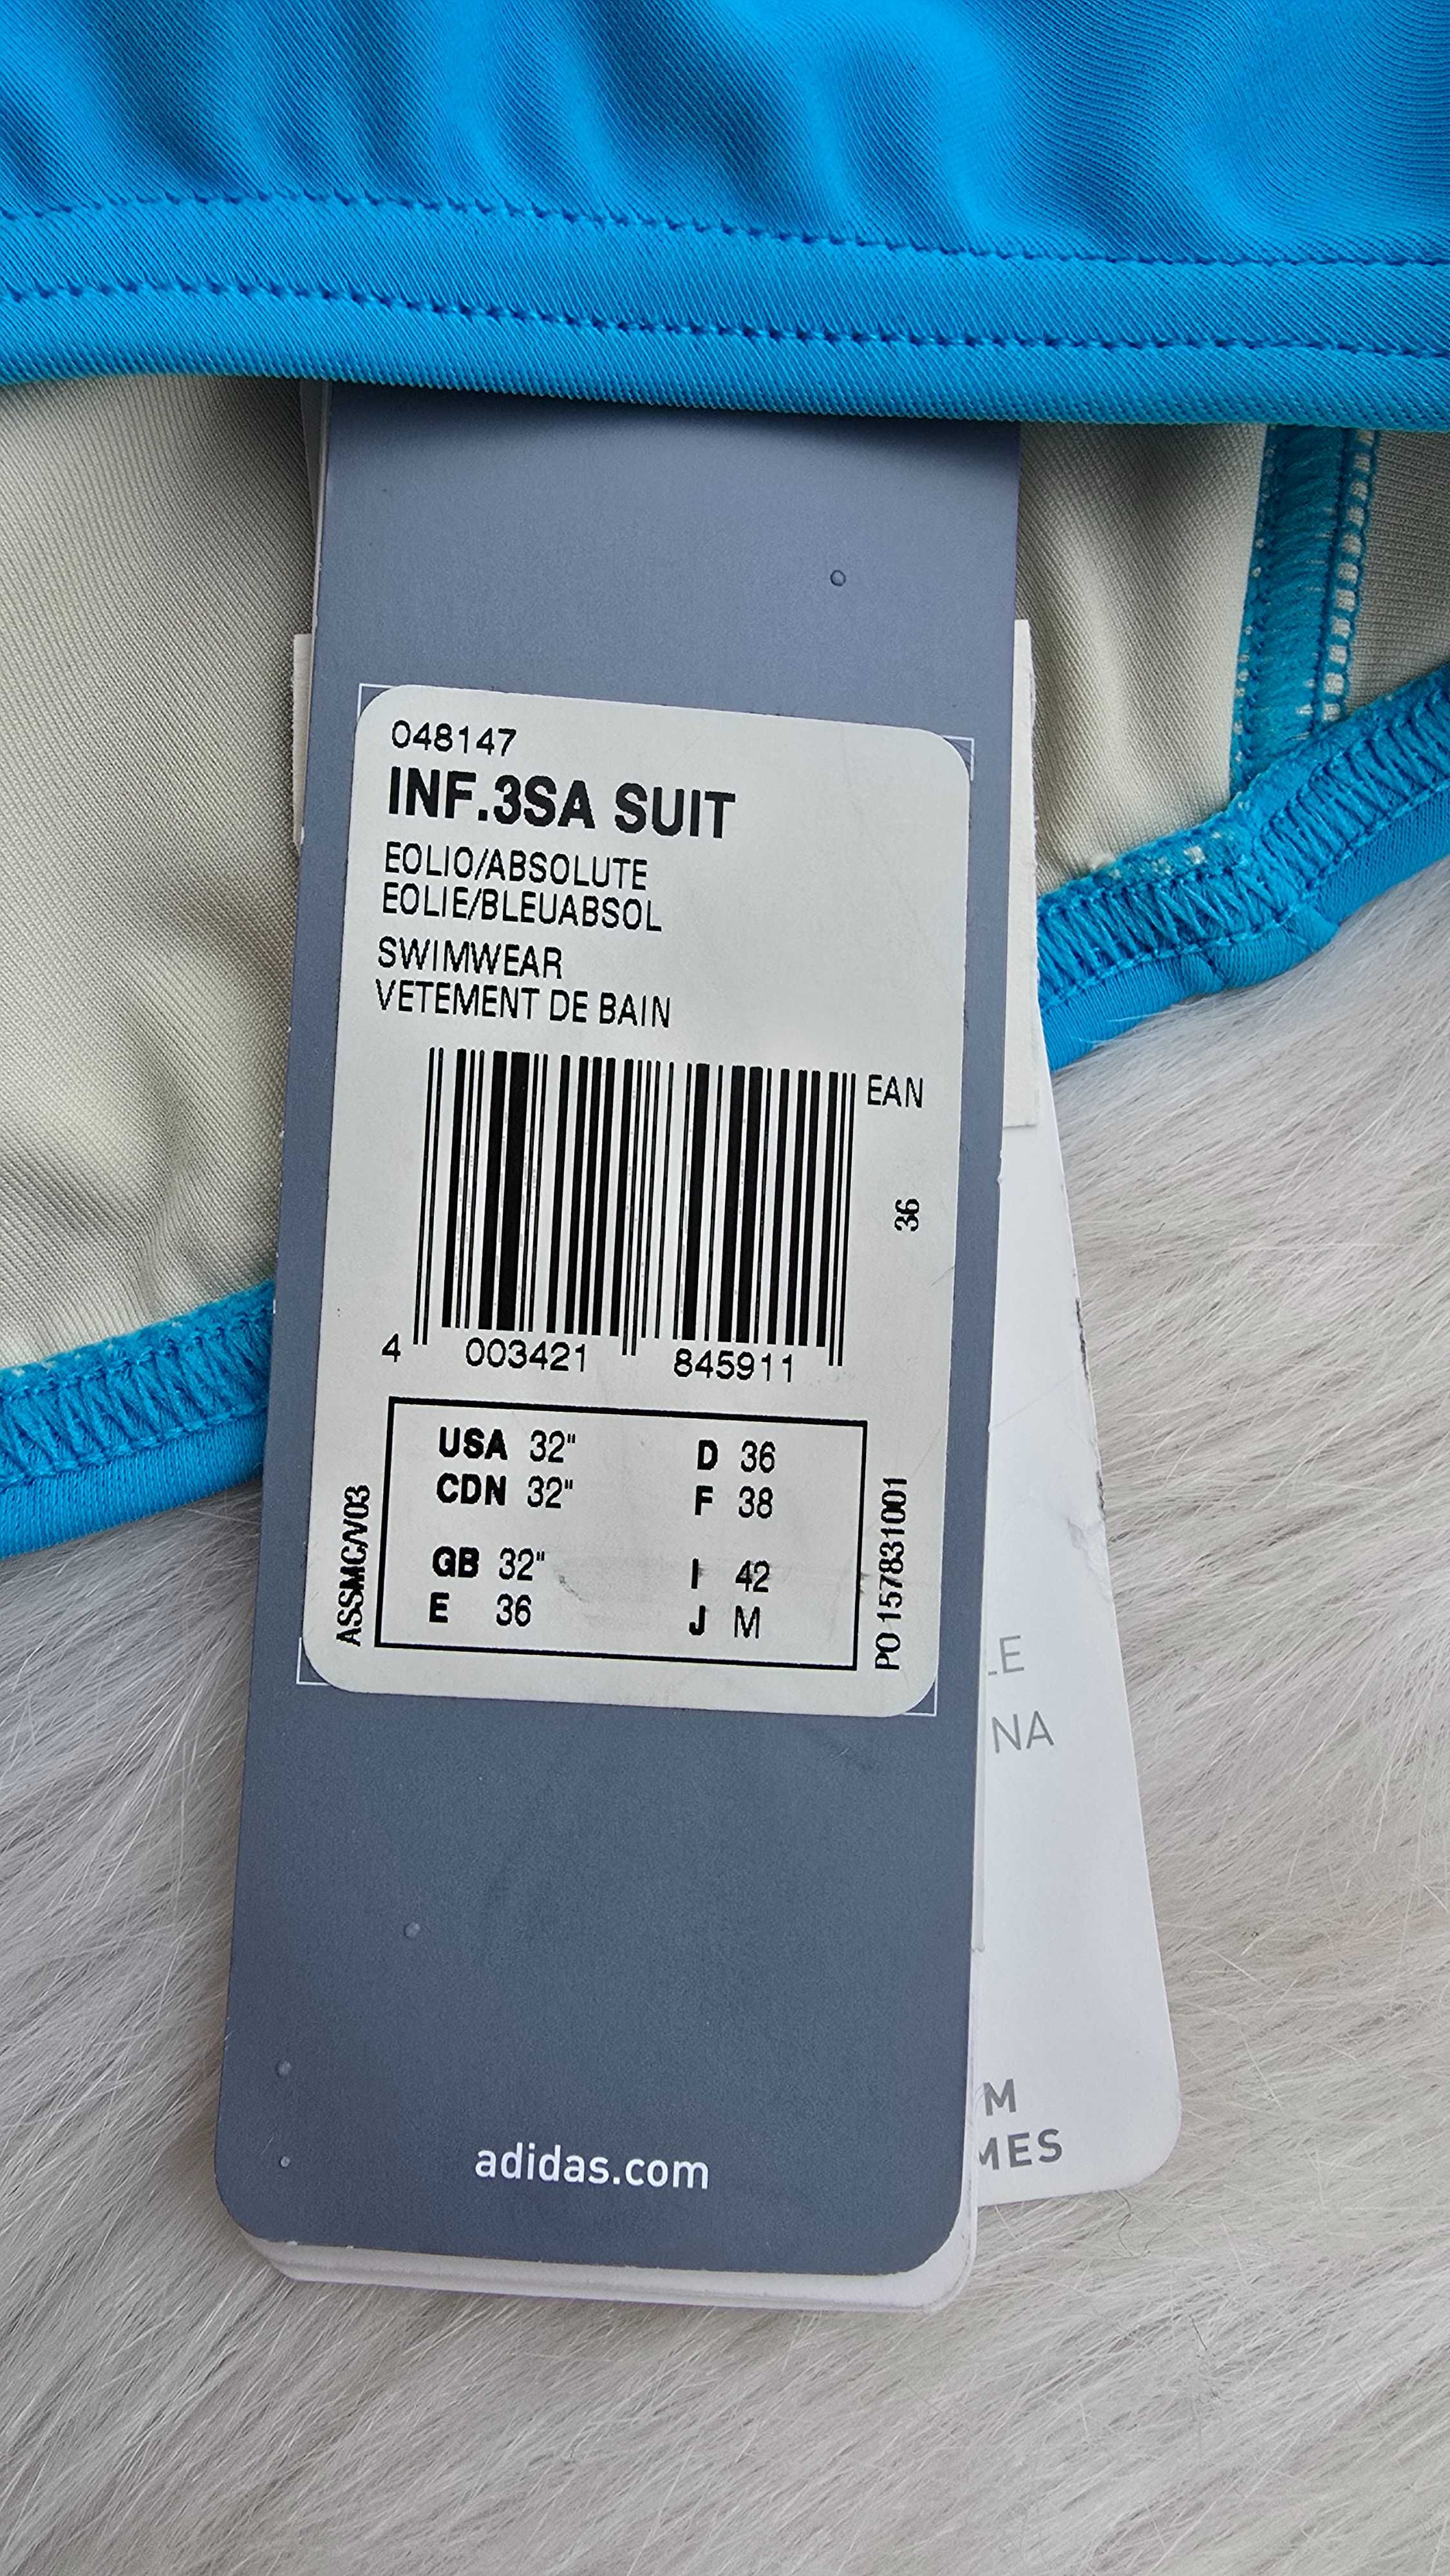 048147
INF.3SA SUIT
EOLIO/ABSOLUTE
EOLIE/BLEUABSOL
SWIMWEAR
VETEMENT DE BAIN
EAN
36
4 003421 845911
USA 32" D 36
CDN 32" F 38
GB 32" I 42
E 36 J M
ASSMC/V03
PO 157831001
LE
NA
M
MES
adidas.com